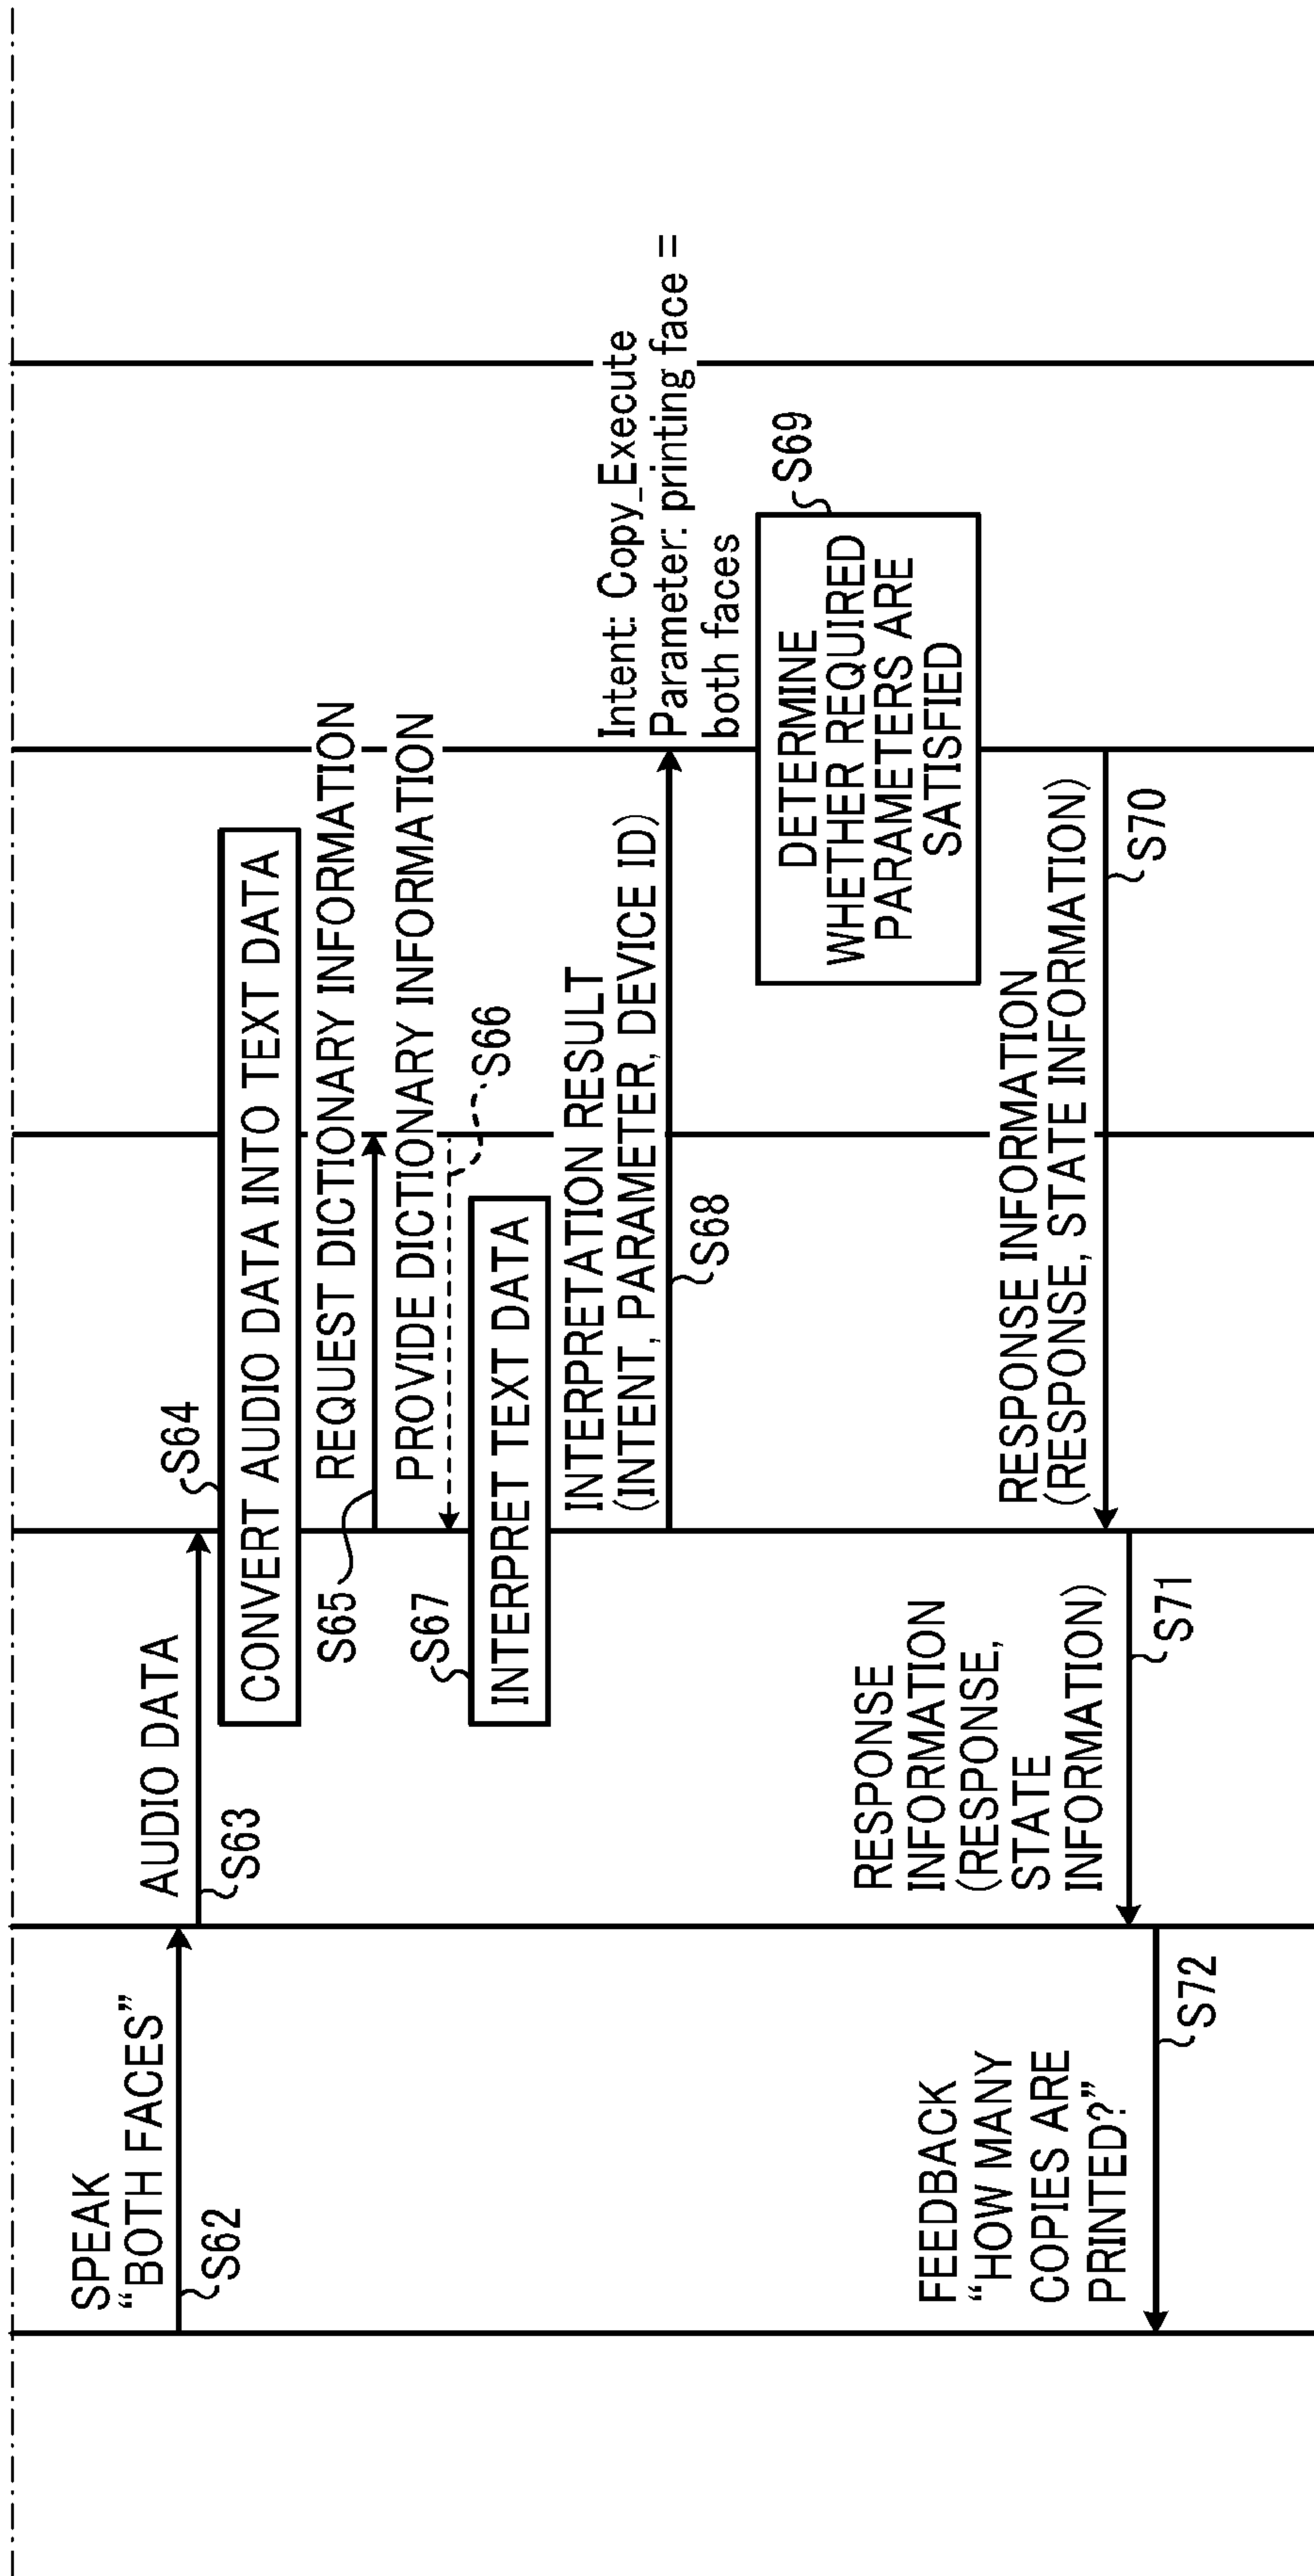 SPEAK
“BOTH FACES”
S62
AUDIO DATA
S63
S64
CONVERT AUDIO DATA INTO TEXT DATA
REQUEST DICTIONARY INFORMATION
S65
PROVIDE DICTIONARY INFORMATION
S66
S67
INTERPRET TEXT DATA
INTERPRETATION RESULT
(INTENT, PARAMETER, DEVICE ID)
S68
Intent: Copy_Execute
Parameter: printing face =
both faces
S69
DETERMINE
WHETHER REQUIRED
PARAMETERS ARE
SATISFIED
RESPONSE INFORMATION
(RESPONSE, STATE INFORMATION)
S70
RESPONSE
INFORMATION
(RESPONSE,
STATE
INFORMATION)
S71
FEEDBACK
“HOW MANY
COPIES ARE
PRINTED?”
S72